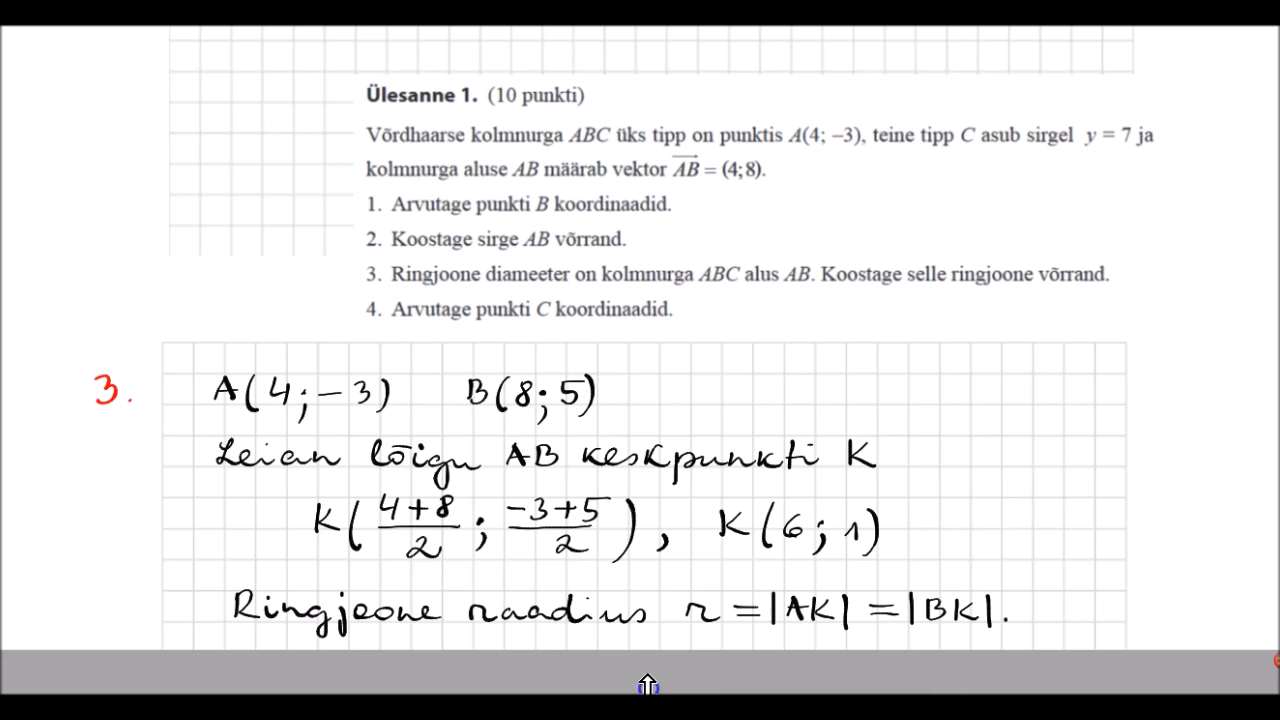 Ülesanne 1. (10 punkti)
Võrdhaarse kolmnurga ABC üks tipp on punktis A(4; –3), teine tipp C asub sirgel y = 7 ja
kolmnurga aluse AB määrab vektor \overrightarrow{AB} = (4; 8).
1. Arvutage punkti B koordinaadid.
2. Koostage sirge AB võrrand.
3. Ringjoone diameeter on kolmnurga ABC alus AB. Koostage selle ringjoone võrrand.
4. Arvutage punkti C koordinaadid.
3. A(4; –3) B(8; 5)
Leian lõigu AB keskpunkti K
K(\frac{4+8}{2}; \frac{-3+5}{2}), K(6; 1)
Ringjoone raadius r = |AK| = |BK|.